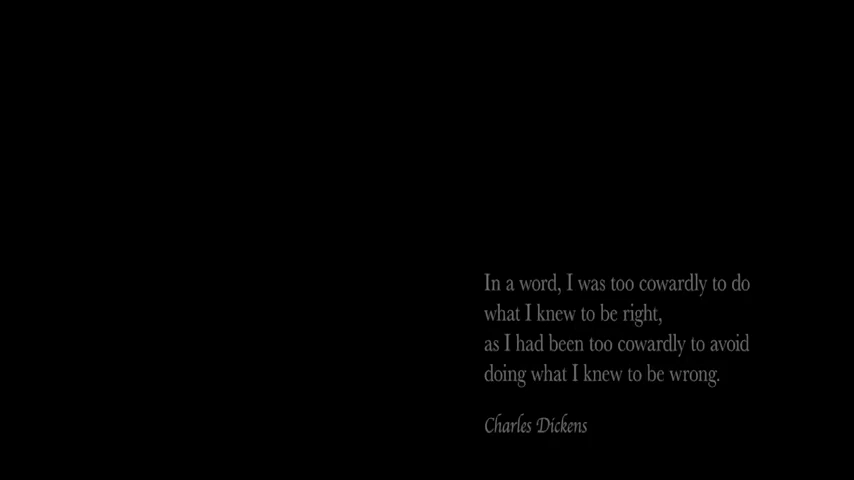 In a word, I was too cowardly to do
what I knew to be right,
as I had been too cowardly to avoid
doing what I knew to be wrong.
Charles Dickens